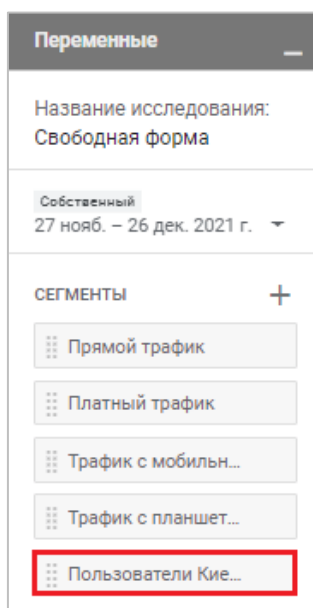 Переменные
Название исследования:
Свободная форма
Собственный
27 нояб. – 26 дек. 2021 г.
СЕГМЕНТЫ
Прямой трафик
Платный трафик
Трафик с мобильн...
Трафик с планшет...
Пользователи Кие...